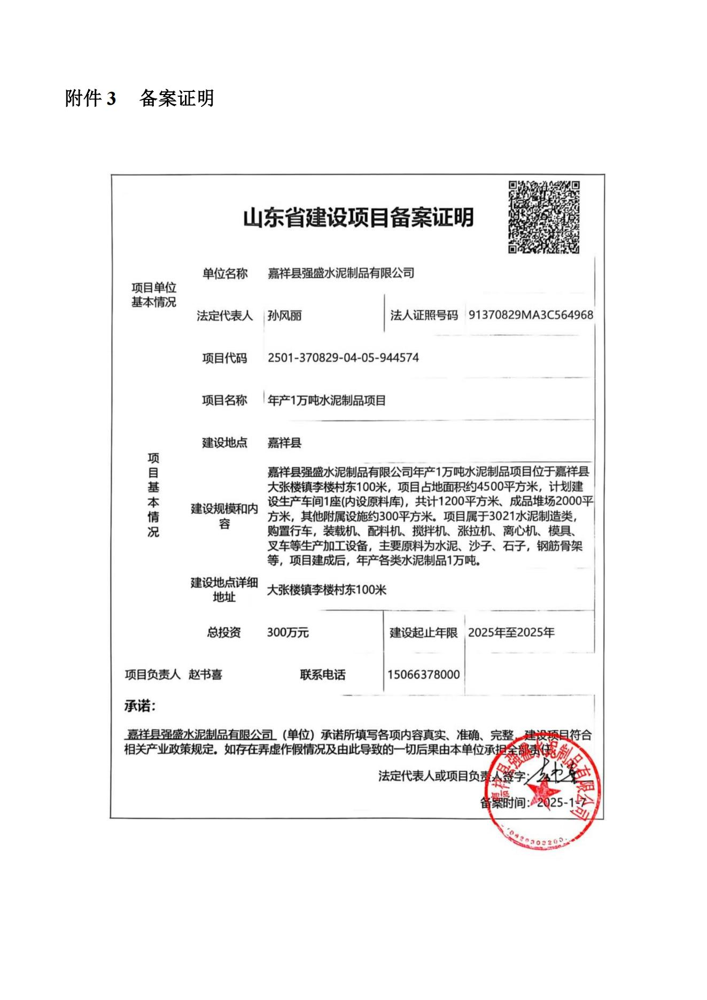 附件 3 备案证明
山东省建设项目备案证明
项目单位
基本情况
单位名称 嘉祥县强盛水泥制品有限公司
法定代表人 孙风丽 法人证照号码 91370829MA3C564968
项目基本情况
项目代码 2501-370829-04-05-944574
项目名称 年产1万吨水泥制品项目
建设地点 嘉祥县
建设规模和内
容
嘉祥县强盛水泥制品有限公司年产1万吨水泥制品项目位于嘉祥县
大张楼镇李楼村东100米，项目占地面积约4500平方米，计划建
设生产车间1座(内设原料库)，共计1200平方米、成品堆场2000平
方米，其他附属设施约300平方米。项目属于3021水泥制造类，
购置行车，装载机、配料机、搅拌机、涨拉机、离心机、模具、
叉车等生产加工设备，主要原料为水泥、沙子、石子，钢筋骨架
等，项目建成后，年产各类水泥制品1万吨。
建设地点详细
地址
大张楼镇李楼村东100米
总投资 300万元 建设起止年限 2025年至2025年
项目负责人 赵书喜 联系电话 15066378000
承诺：
嘉祥县强盛水泥制品有限公司（单位）承诺所填写各项内容真实、准确、完整，建设项目符合
相关产业政策规定。如存在弄虚作假情况及由此导致的一切后果由本单位承担全部责任。
法定代表人或项目负责人签字：
备案时间：2025-1-7
嘉祥县强盛水泥制品有限公司